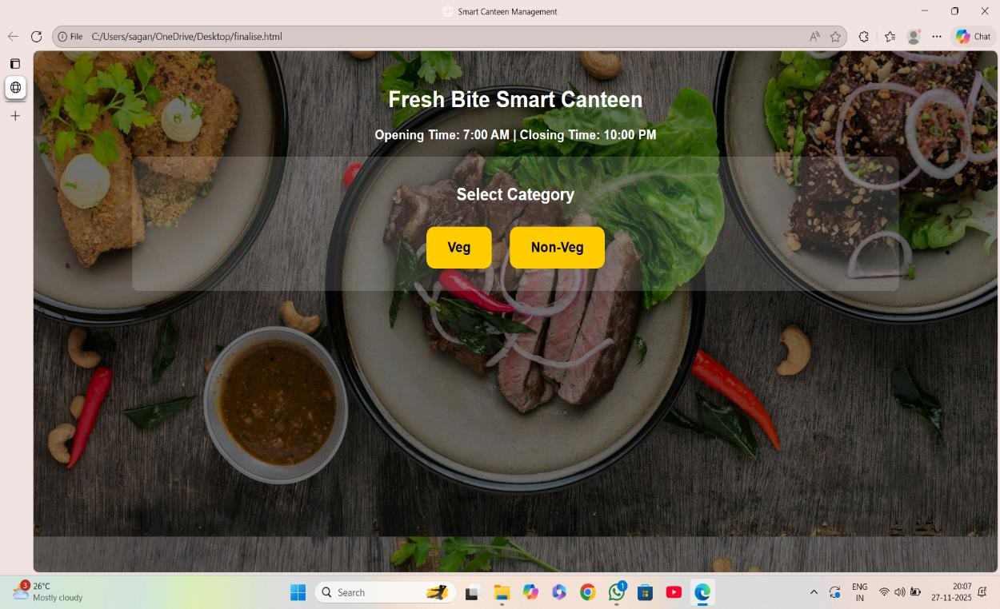 Smart Canteen Management
File C:/Users/sagan/OneDrive/Desktop/finalise.html
Chat
Fresh Bite Smart Canteen
Opening Time: 7:00 AM | Closing Time: 10:00 PM
Select Category
Veg Non-Veg
3
26°C
Mostly cloudy
Search
1
ENG
IN
20:07
27-11-2025